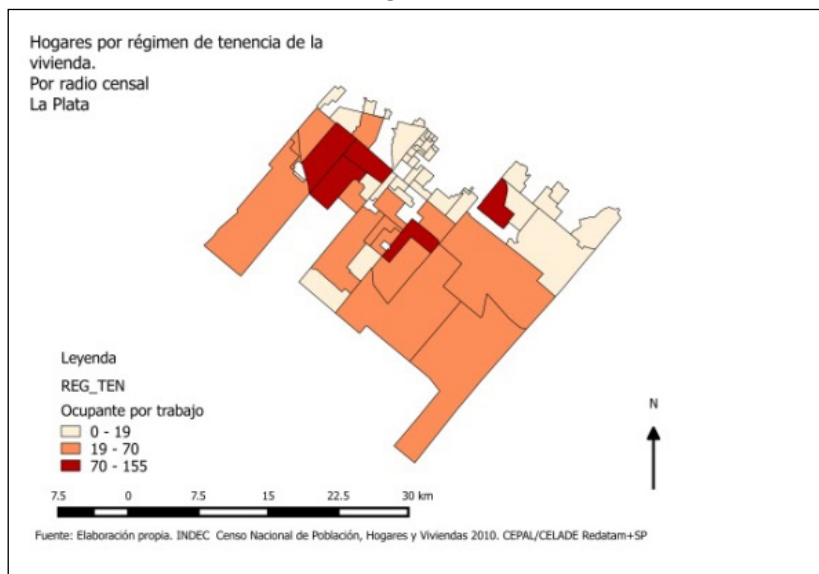 Hogares por régimen de tenencia de la
vivienda.
Por radio censal
La Plata
Leyenda
REG_TEN
Ocupante por trabajo
0 - 19
19 - 70
70 - 155
N
7.5 0 7.5 15 22.5 30 km
Fuente: Elaboración propia. INDEC Censo Nacional de Población, Hogares y Viviendas 2010. CEPAL/CELADE Redatam+SP